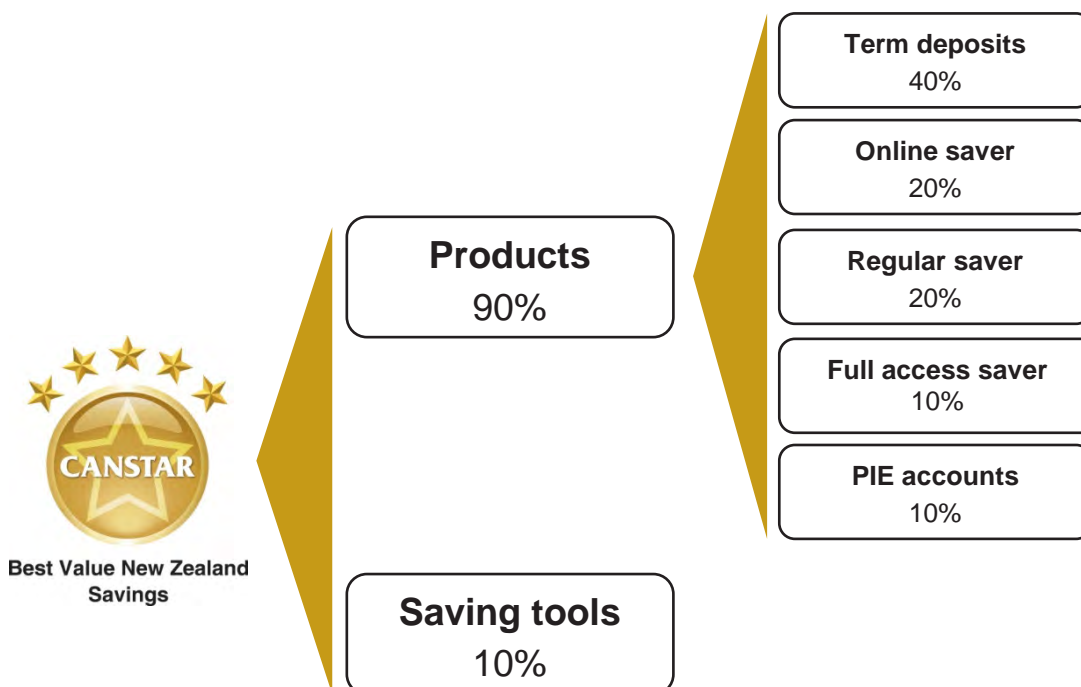 Term deposits
40%
Online saver
20%
Products
90%
Regular saver
20%
Full access saver
10%
CANSTAR
PIE accounts
10%
Best Value New Zealand
Savings
Saving tools
10%